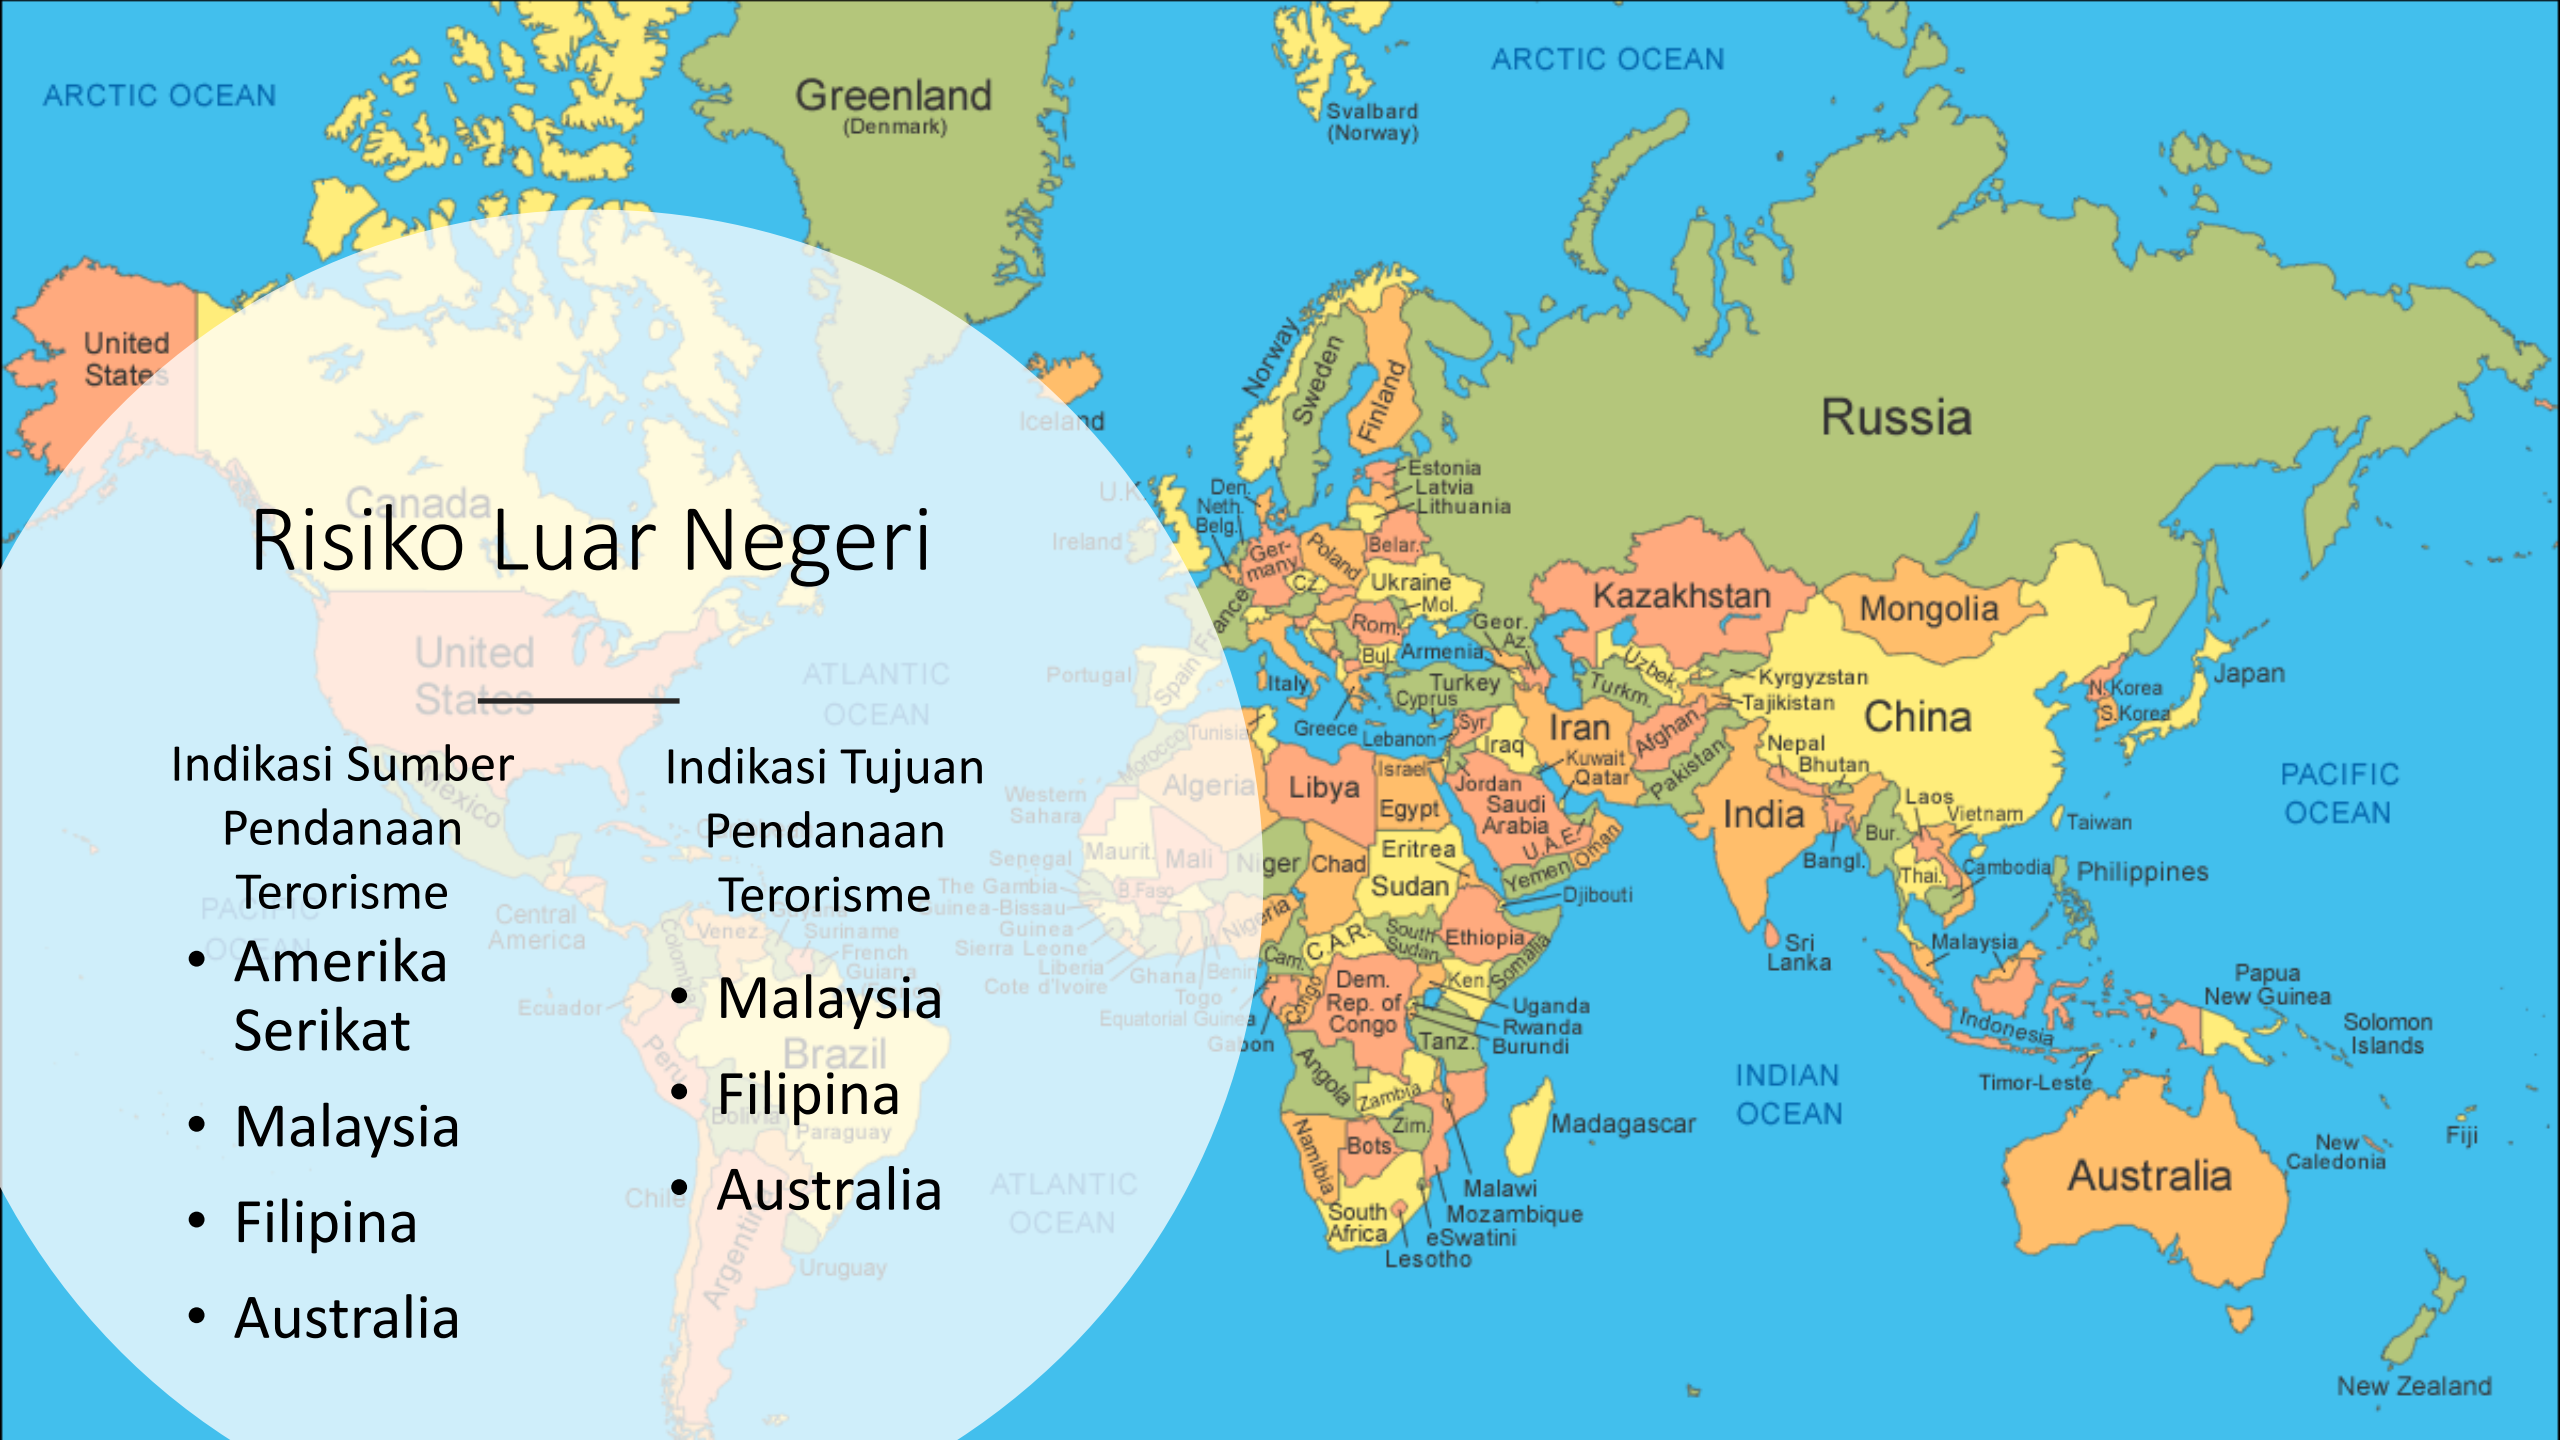 Risiko Luar Negeri
Indikasi Sumber
Pendanaan
Terorisme
• Amerika
Serikat
• Malaysia
• Filipina
• Australia
Indikasi Tujuan
Pendanaan
Terorisme
• Malaysia
• Filipina
• Australia
ARCTIC OCEAN
Greenland
(Denmark)
ARCTIC OCEAN
Svalbard
(Norway)
United
States
Canada
Iceland
Norway
Sweden
Finland
Russia
Estonia
Latvia
Lithuania
U.K.
Ireland
Den.
Neth.
Belg.
Ger-
many
Poland
Belar.
Cz.
Ukraine
Mol.
France
Rom.
Bul.
Geor.
Az.
Armenia
Kazakhstan
Mongolia
United
States
ATLANTIC
OCEAN
Portugal
Spain
Italy
Greece
Turkey
Cyprus
Lebanon
Syr.
Iraq
Iran
Uzbek.
Turkm.
Kyrgyzstan
Tajikistan
Afghan.
Pakistan
China
N.Korea
S.Korea
Japan
Nepal
Bhutan
Kuwait
Qatar
Israel
Jordan
Saudi
Arabia
U.A.E.
Oman
Yemen
Mexico
Morocco
Tunisia
Algeria
Libya
Egypt
Western
Sahara
India
Bangl.
Bur.
Laos
Vietnam
Taiwan
PACIFIC
OCEAN
Thai.
Cambodia
Philippines
Senegal
The Gambia
Guinea-Bissau
Guinea
Sierra Leone
Liberia
Cote d'Ivoire
Maurit.
Mali
B.Faso
Niger
Chad
Eritrea
Sudan
Djibouti
Nigeria
Ghana
Benin
Togo
Equatorial Guinea
Gabon
Cam.
C.A.R.
South
Sudan
Ethiopia
Somalia
Congo
Dem.
Rep. of
Congo
Ken.
Uganda
Rwanda
Burundi
Tanz.
Sri
Lanka
Malaysia
Indonesia
Papua
New Guinea
Solomon
Islands
Timor-Leste
PACIFIC
OCEAN
Central
America
Venez.
Guyana
Suriname
French
Guiana
Colombia
Ecuador
Peru
Brazil
Bolivia
Paraguay
Chile
Argentina
Uruguay
ATLANTIC
OCEAN
Angola
Zambia
Zim.
Namibia
Bots.
South
Africa
Malawi
Mozambique
eSwatini
Lesotho
Madagascar
INDIAN
OCEAN
Australia
New
Caledonia
Fiji
New Zealand